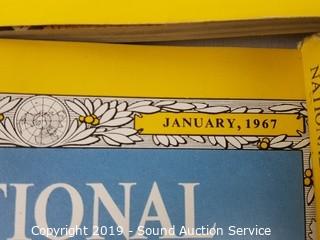 JANUARY, 1967
TIONAL
NATION
Copyright 2019 - Sound Auction Service